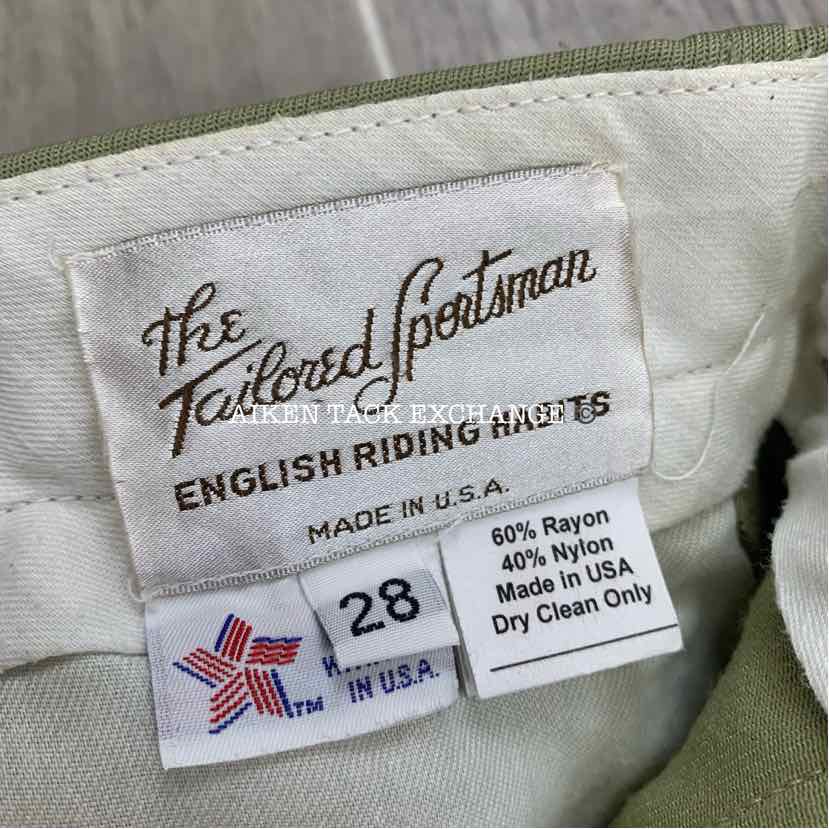 The
Tailored Sportsman
AIKEN TACK EXCHANGE ©
ENGLISH RIDING HABITS
MADE IN U.S.A.
60% Rayon
40% Nylon
Made in USA
Dry Clean Only
28
IN U.S.A.
TM